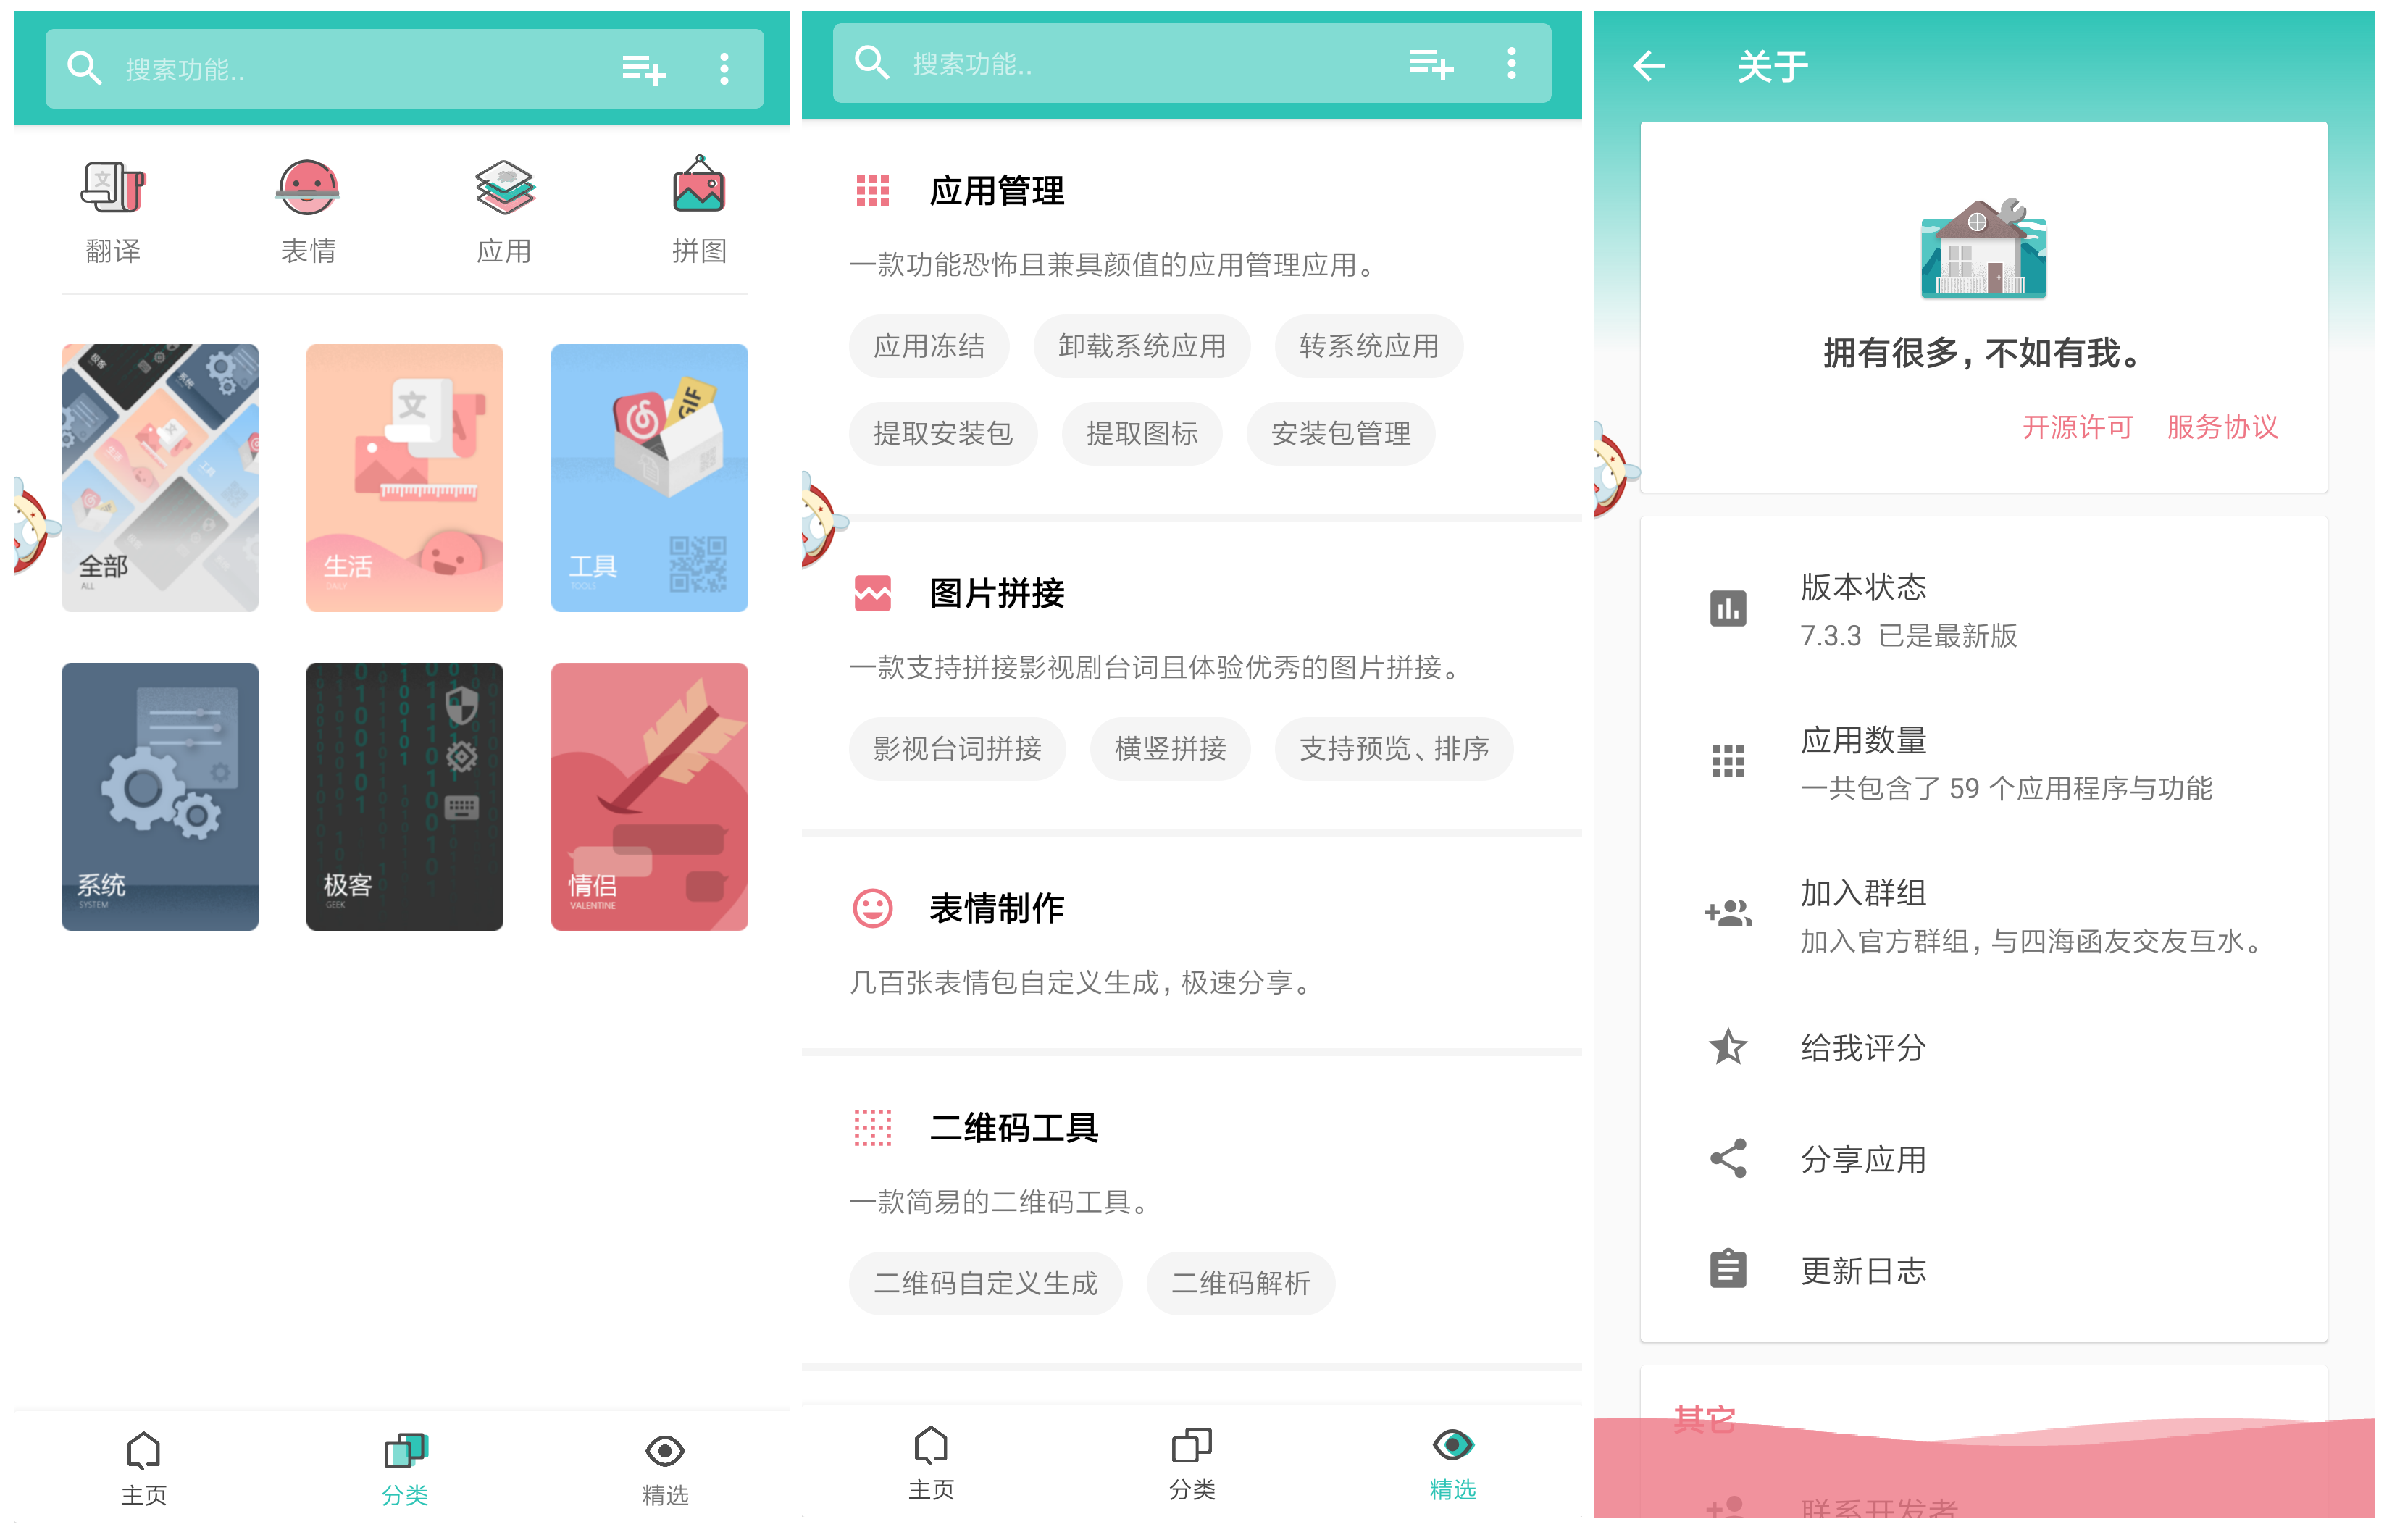 搜索功能..
翻译
表情
应用
拼图
全部
ALL
生活
DAILY
工具
TOOLS
GIF
系统
SYSTEM
极客
GEEK
情侣
VALENTINE
主页
分类
精选
搜索功能..
应用管理
一款功能恐怖且兼具颜值的应用管理应用。
应用冻结
卸载系统应用
转系统应用
提取安装包
提取图标
安装包管理
图片拼接
一款支持拼接影视剧台词且体验优秀的图片拼接。
影视台词拼接
横竖拼接
支持预览、排序
表情制作
几百张表情包自定义生成，极速分享。
二维码工具
一款简易的二维码工具。
二维码自定义生成
二维码解析
主页
分类
精选
关于
拥有很多，不如有我。
开源许可 服务协议
版本状态
7.3.3 已是最新版
应用数量
一共包含了 59 个应用程序与功能
加入群组
加入官方群组，与四海函友交友互水。
给我评分
分享应用
更新日志
其它
联系开发者